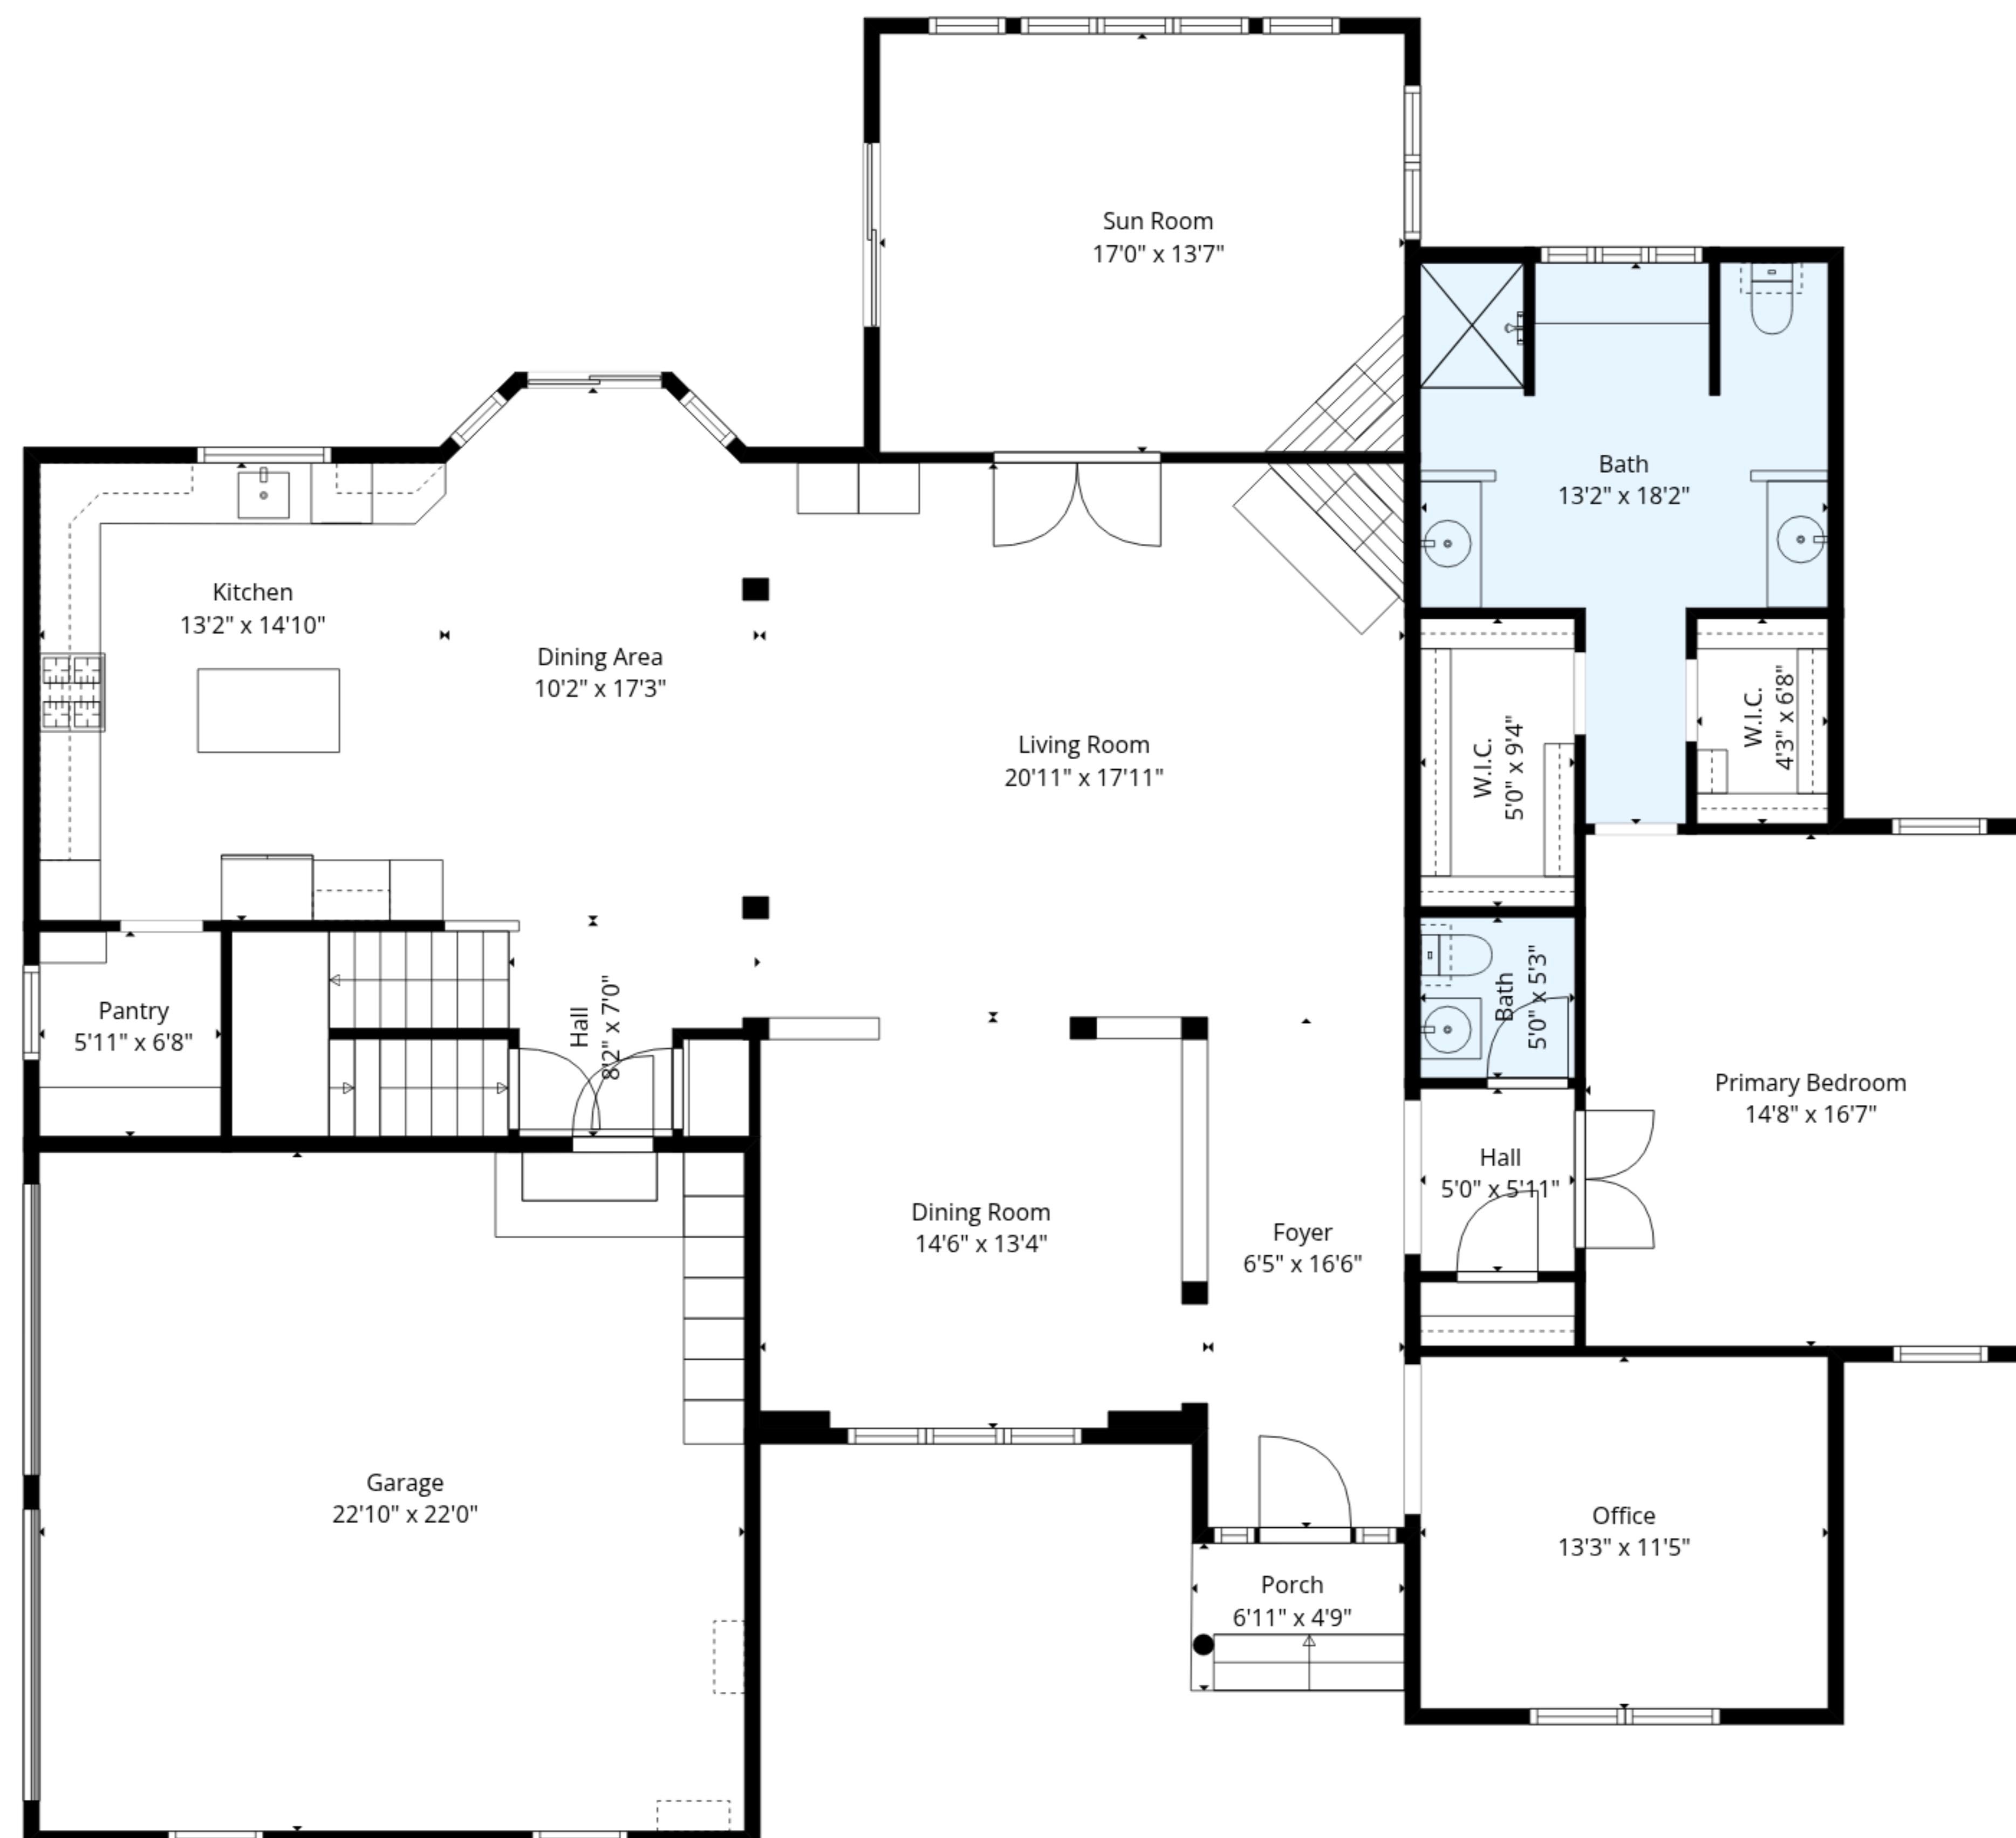 Sun Room
17'0" x 13'7"
Bath
13'2" x 18'2"
Kitchen
13'2" x 14'10"
Dining Area
10'2" x 17'3"
Living Room
20'11" x 17'11"
W.I.C.
5'0" x 9'4"
W.I.C.
4'3" x 6'8"
Pantry
5'11" x 6'8"
Hall
8'2" x 7'0"
Bath
5'0" x 5'3"
Primary Bedroom
14'8" x 16'7"
Hall
5'0" x 5'11"
Dining Room
14'6" x 13'4"
Foyer
6'5" x 16'6"
Garage
22'10" x 22'0"
Office
13'3" x 11'5"
Porch
6'11" x 4'9"